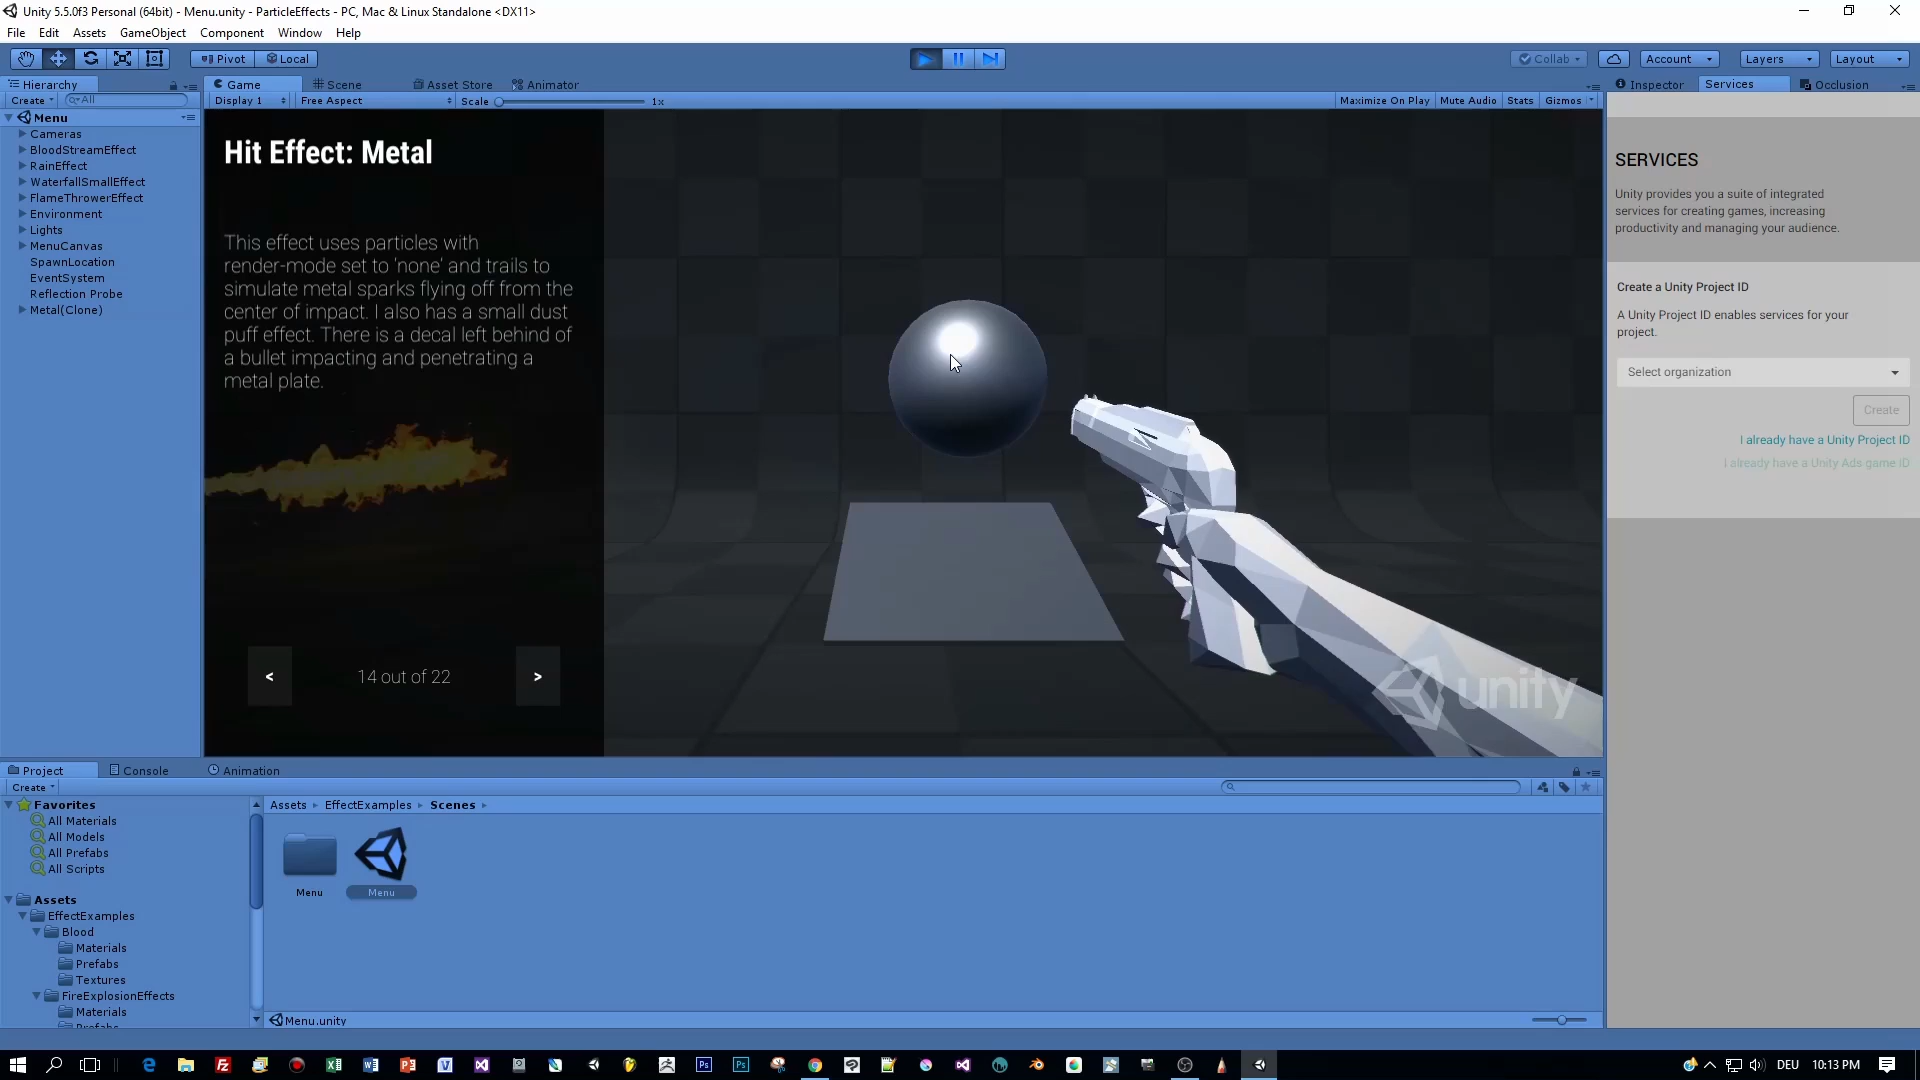 Unity 5.5.0f3 Personal (64bit) - Menu.unity - ParticleEffects - PC, Mac & Linux Standalone <DX11>
File Edit Assets GameObject Component Window Help
Pivot Local Collab Account Layers Layout
Hierarchy Game Scene Asset Store Animator Inspector Services Occlusion
Create All Display 1 Free Aspect Scale 1x Maximize On Play Mute Audio Stats Gizmos
Menu
Cameras
BloodStreamEffect
RainEffect
WaterfallSmallEffect
FlameThrowerEffect
Environment
Lights
MenuCanvas
SpawnLocation
EventSystem
Reflection Probe
Metal(Clone)
Hit Effect: Metal
This effect uses particles with
render-mode set to 'none' and trails to
simulate metal sparks flying off from the
center of impact. I also has a small dust
puff effect. There is a decal left behind of
a bullet impacting and penetrating a
metal plate.
< 14 out of 22 >
unity
SERVICES
Unity provides you a suite of integrated
services for creating games, increasing
productivity and managing your audience.
Create a Unity Project ID
A Unity Project ID enables services for your
project.
Select organization
Create
I already have a Unity Project ID
I already have a Unity Ads game ID
Project Console Animation
Create
Favorites
All Materials
All Models
All Prefabs
All Scripts
Assets
EffectExamples
Blood
Materials
Prefabs
Textures
FireExplosionEffects
Materials
Prefabs
Assets EffectExamples Scenes
Menu Menu
Menu.unity
DEU 10:13 PM